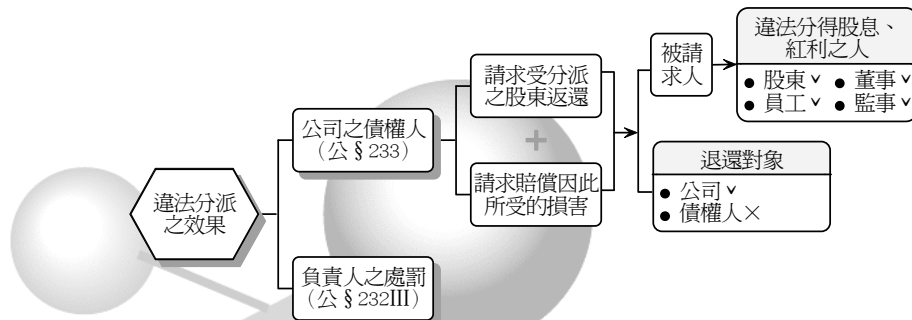 違法分派
之效果
公司之債權人
（公§233）
負責人之處罰
（公§232III）
請求受分派
之股東返還
請求賠償因此
所受的損害
被請
求人
違法分得股息、
紅利之人
● 股東✓ ● 董事✓
● 員工✓ ● 監事✓
退還對象
● 公司✓
● 債權人×